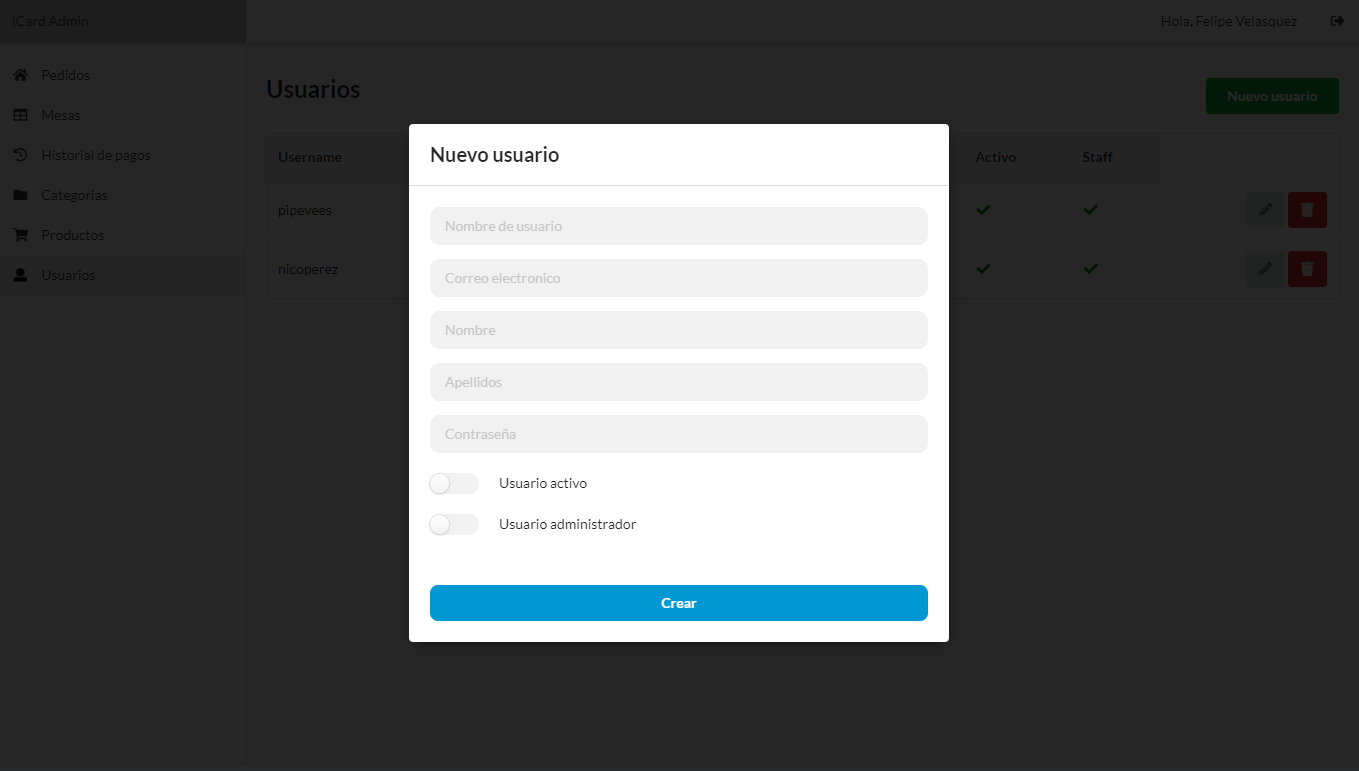 iCard Admin
Hola, Felipe Velasquez
Pedidos
Mesas
Historial de pagos
Categorias
Productos
Usuarios
Usuarios
Nuevo usuario
Username
Activo
Staff
pipevees
nicoperez
Nuevo usuario
Nombre de usuario
Correo electronico
Nombre
Apellidos
Contraseña
Usuario activo
Usuario administrador
Crear